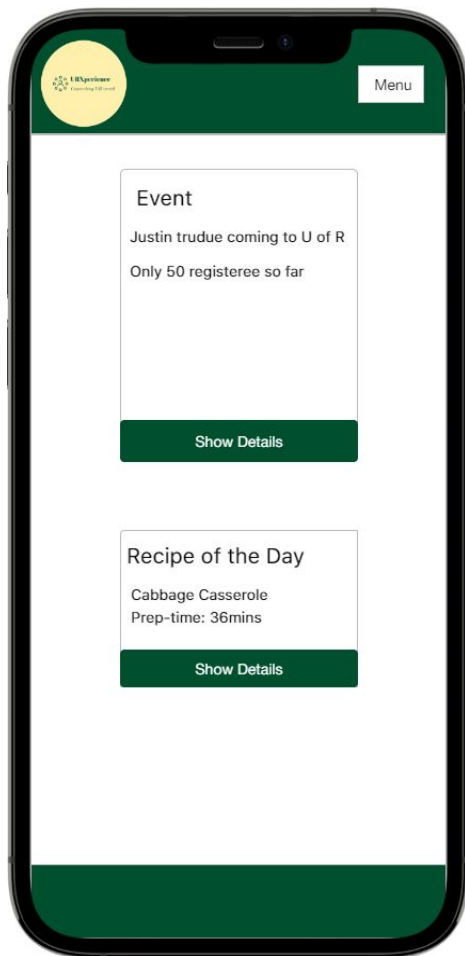 URXperience
Menu
Event
Justin trudue coming to U of R
Only 50 registeree so far
Show Details
Recipe of the Day
Cabbage Casserole
Prep-time: 36mins
Show Details